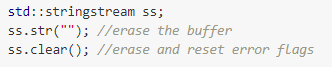 std::stringstream ss;
ss.str(""); //erase the buffer
ss.clear(); //erase and reset error flags